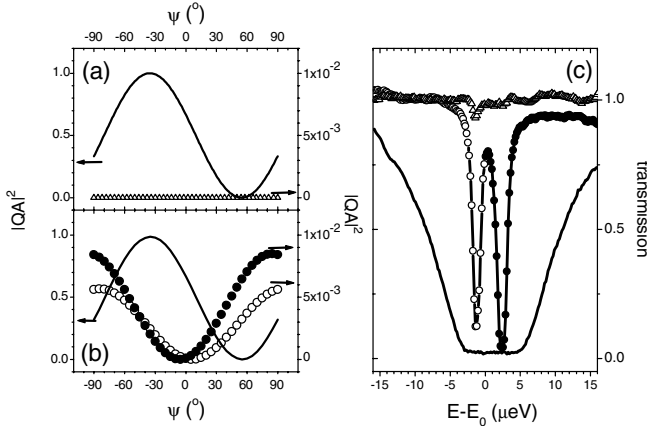 ψ (°)
-90 -60 -30 0 30 60 90
(a)
1.0
0.5
0.0
1x10⁻²
5x10⁻³
0
|QA|²
(b)
1.0
0.5
0.0
1x10⁻²
5x10⁻³
0
-90 -60 -30 0 30 60 90
ψ (°)
(c)
|QA|²
1.0
0.5
0.0
transmission
-15 -10 -5 0 5 10 15
E-E₀ (μeV)